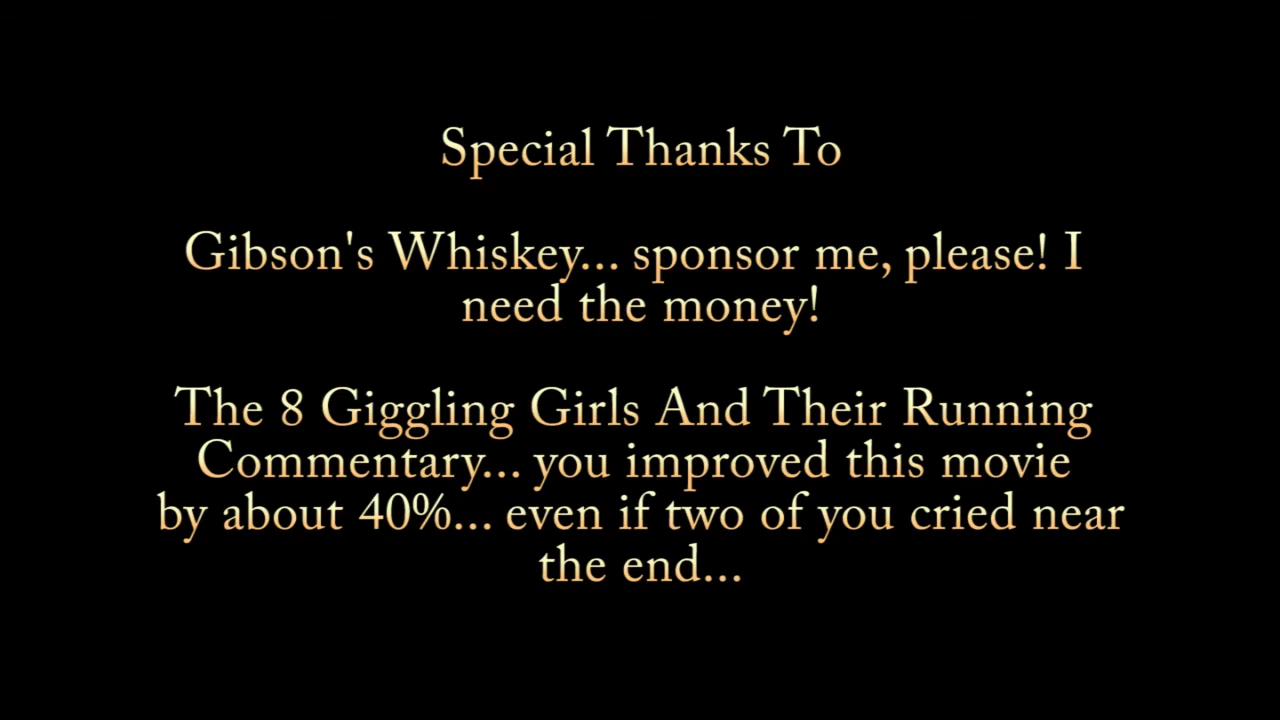 Special Thanks To
Gibson's Whiskey... sponsor me, please! I
need the money!
The 8 Giggling Girls And Their Running
Commentary... you improved this movie
by about 40%... even if two of you cried near
the end...